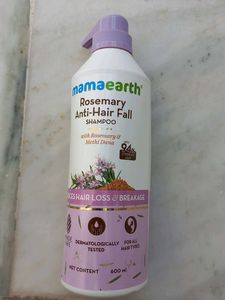 mamaearth
Rosemary
Anti-Hair Fall
SHAMPOO
with Rosemary &
Methi Dana
HAIR LOSS & BREAKAGE
DERMATOLOGICALLY
TESTED
FOR ALL
HAIR TYPES
NET CONTENT 600 ml